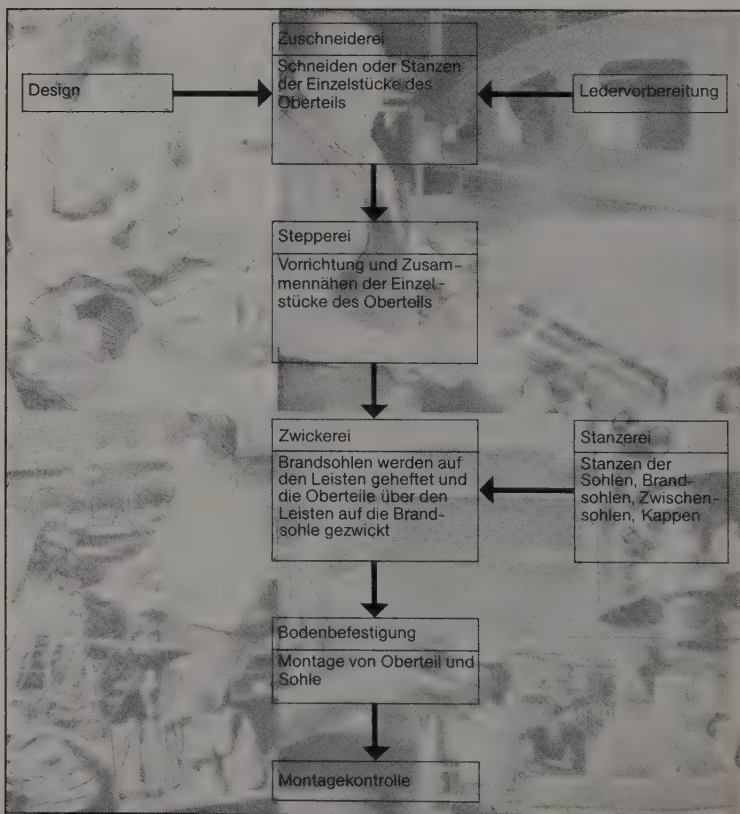 Zuschneiderei
Schneiden oder Stanzen
der Einzelstücke des
Oberteils
Design
Ledervorbereitung
Stepperei
Vorrichtung und Zusam-
mennähen der Einzel-
stücke des Oberteils
Zwickerei
Brandsohlen werden auf
den Leisten geheftet und
die Oberteile über den
Leisten auf die Brand-
sohle gezwickt
Stanzerei
Stanzen der
Sohlen, Brand-
sohlen, Zwischen-
sohlen, Kappen
Bodenbefestigung
Montage von Oberteil und
Sohle
Montagekontrolle